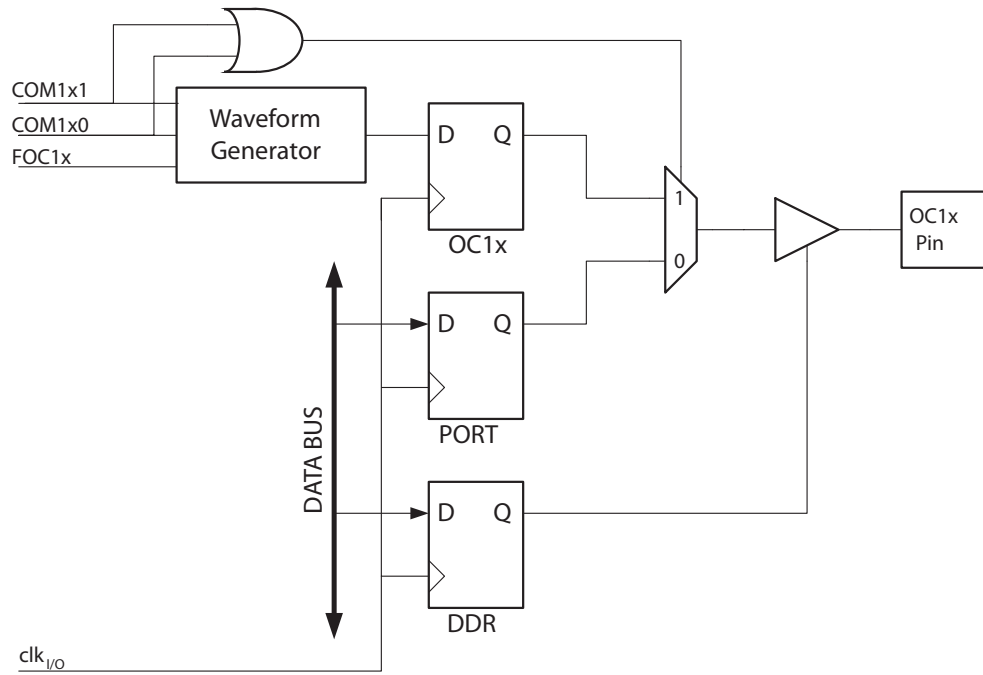 COM1x1
COM1x0
FOC1x
Waveform
Generator
D Q
OC1x
1
0
OC1x
Pin
D Q
PORT
DATA BUS
D Q
DDR
clkI/O